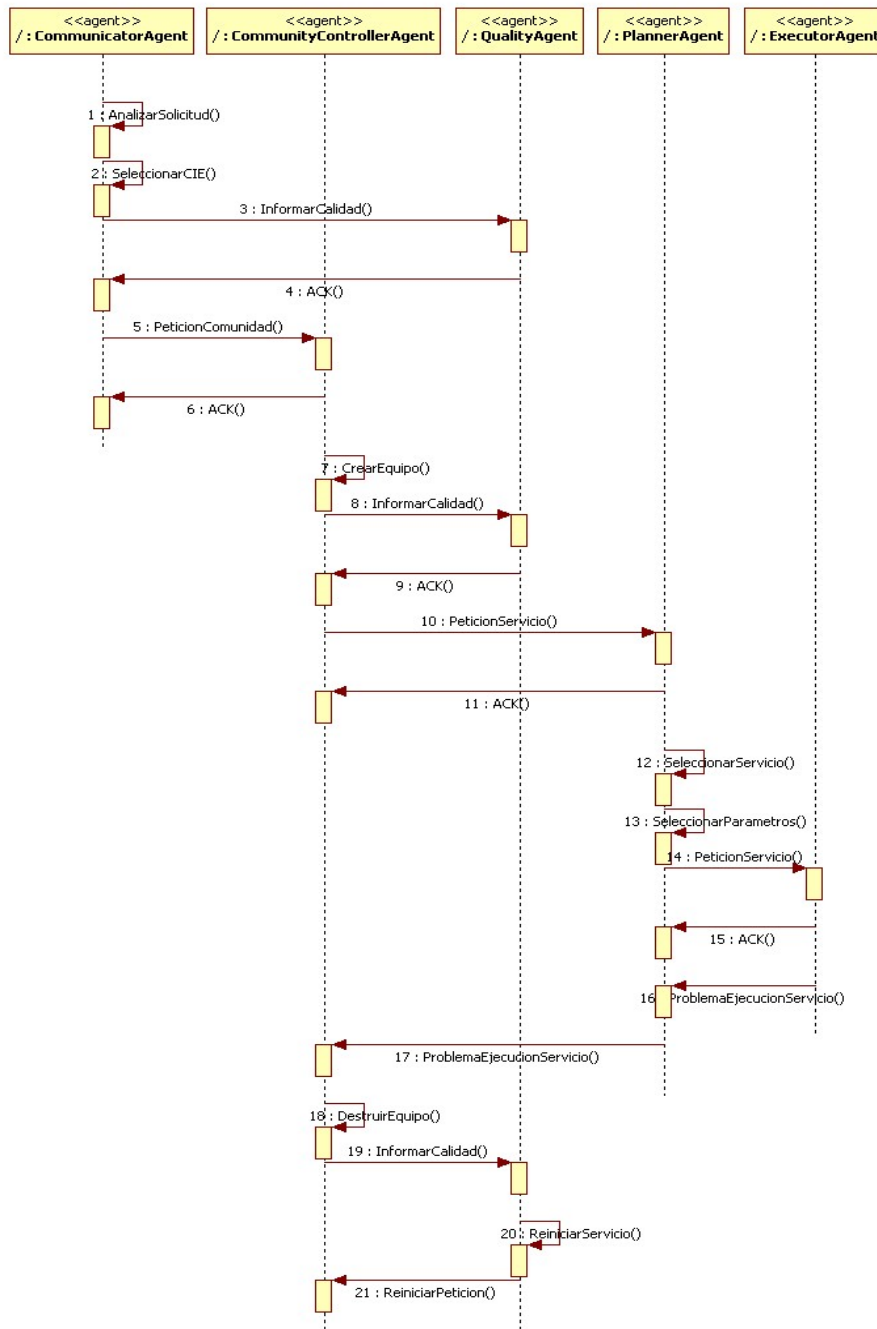 <<agent>>
/ : CommunicatorAgent
<<agent>>
/ : CommunityControllerAgent
<<agent>>
/ : QualityAgent
<<agent>>
/ : PlannerAgent
<<agent>>
/ : ExecutorAgent
1 : AnalizarSolicitud()
2 : SeleccionarCIE()
3 : InformarCalidad()
4 : ACK()
5 : PeticionComunidad()
6 : ACK()
7 : CrearEquipo()
8 : InformarCalidad()
9 : ACK()
10 : PeticionServicio()
11 : ACK()
12 : SeleccionarServicio()
13 : SeleccionarParametros()
14 : PeticionServicio()
15 : ACK()
16 : ProblemaEjecucionServicio()
17 : ProblemaEjecucionServicio()
18 : DestruirEquipo()
19 : InformarCalidad()
20 : ReiniciarServicio()
21 : ReiniciarPeticion()